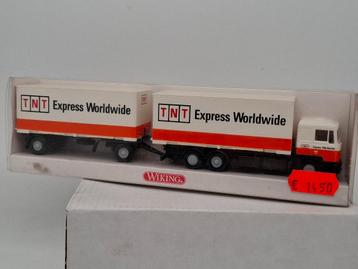 TNT Express Worldwide
TNT Express Worldwide
WIKING
€ 14.50